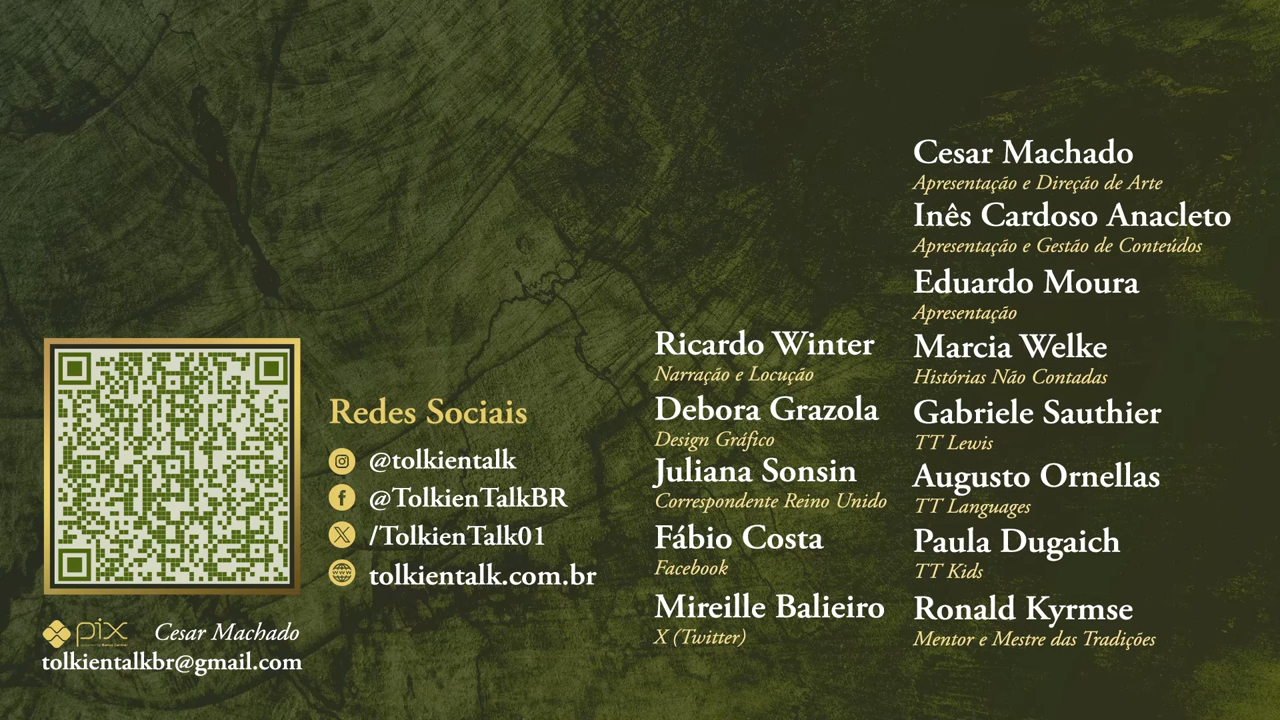 Redes Sociais
@tolkientalk
@TolkienTalkBR
/TolkienTalk01
tolkientalk.com.br
pix Cesar Machado
tolkientalkbr@gmail.com
Ricardo Winter
Narração e Locução
Debora Grazola
Design Gráfico
Juliana Sonsin
Correspondente Reino Unido
Fábio Costa
Facebook
Mireille Balieiro
X (Twitter)
Cesar Machado
Apresentação e Direção de Arte
Inês Cardoso Anacleto
Apresentação e Gestão de Conteúdos
Eduardo Moura
Apresentação
Marcia Welke
Histórias Não Contadas
Gabriele Sauthier
TT Lewis
Augusto Ornellas
TT Languages
Paula Dugaich
TT Kids
Ronald Kyrmse
Mentor e Mestre das Tradições